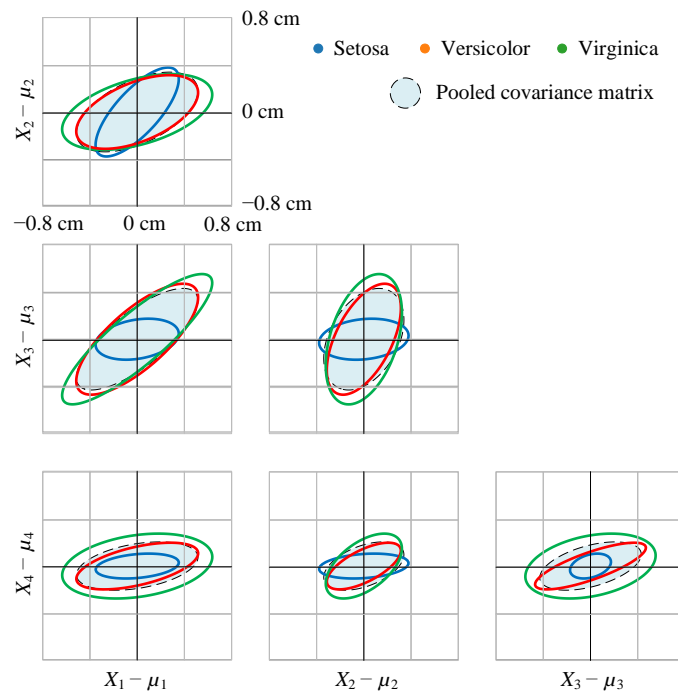 0.8 cm
Setosa
Versicolor
Virginica
Pooled covariance matrix
X₂ − μ₂
0 cm
−0.8 cm
−0.8 cm
0 cm
0.8 cm
X₃ − μ₃
X₄ − μ₄
X₁ − μ₁
X₂ − μ₂
X₃ − μ₃